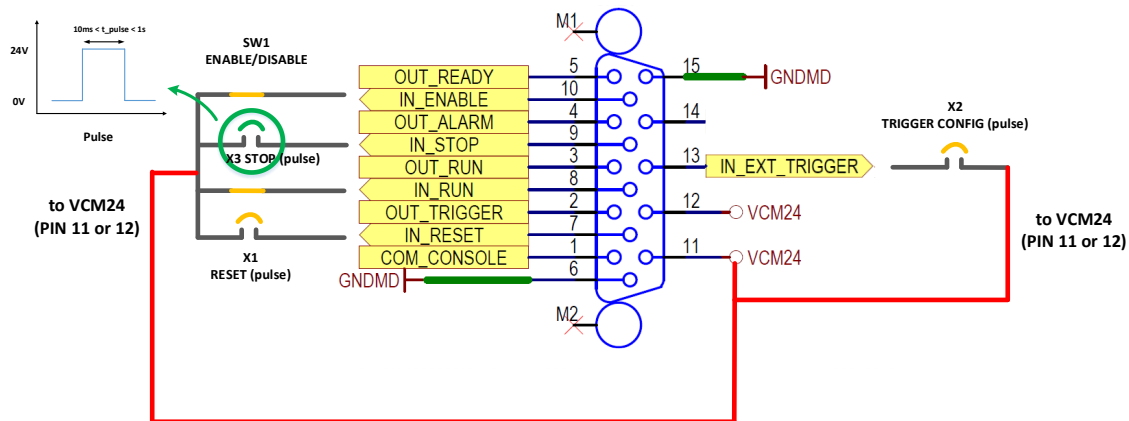 10ms < t_pulse < 1s
24V
0V
Pulse
SW1
ENABLE/DISABLE
X3 STOP (pulse)
X1
RESET (pulse)
to VCM24
(PIN 11 or 12)
M1
OUT_READY 5
IN_ENABLE 10
OUT_ALARM 4
IN_STOP 9
OUT_RUN 3
IN_RUN 8
OUT_TRIGGER 2
IN_RESET 7
COM_CONSOLE 1
GNDMD 6
M2
15 GNDMD
14
13 IN_EXT_TRIGGER
12 VCM24
11 VCM24
X2
TRIGGER CONFIG (pulse)
to VCM24
(PIN 11 or 12)